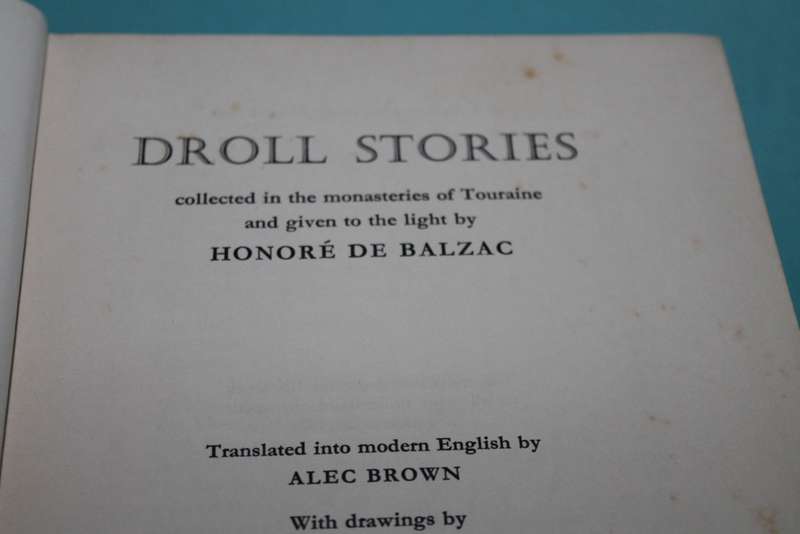 DROLL STORIES
collected in the monasteries of Touraine
and given to the light by
HONORÉ DE BALZAC
Translated into modern English by
ALEC BROWN
With drawings by